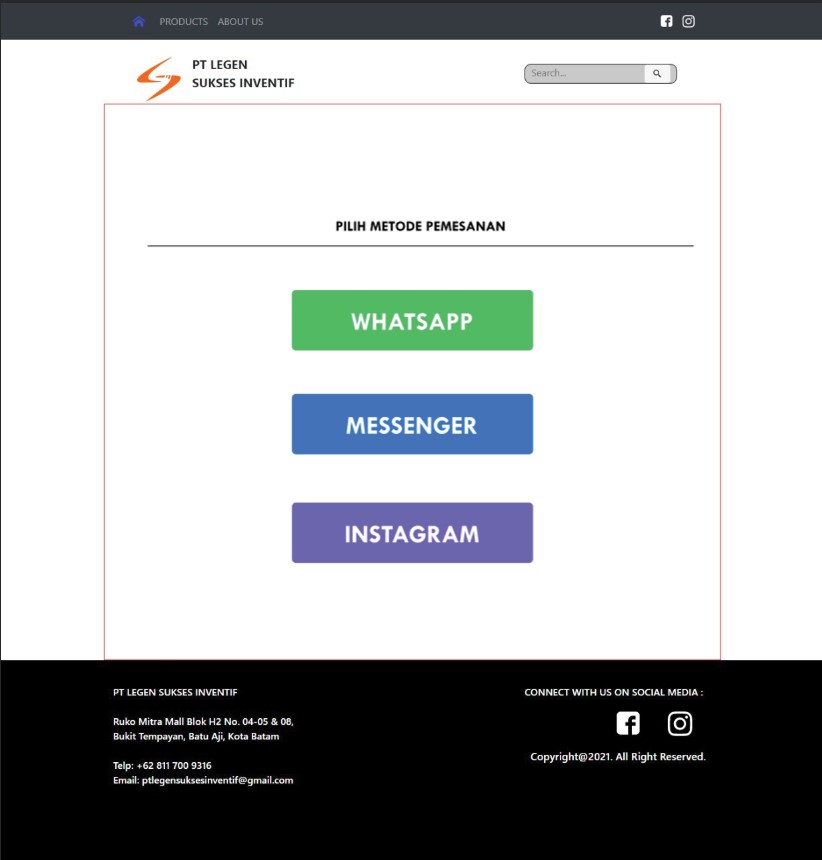 PRODUCTS ABOUT US
PT LEGEN
SUKSES INVENTIF
Search...
PILIH METODE PEMESANAN
WHATSAPP
MESSENGER
INSTAGRAM
PT LEGEN SUKSES INVENTIF
Ruko Mitra Mall Blok H2 No. 04-05 & 08,
Bukit Tempayan, Batu Aji, Kota Batam
Telp: +62 811 700 9316
Email: ptlegensuksesinventif@gmail.com
CONNECT WITH US ON SOCIAL MEDIA :
Copyright@2021. All Right Reserved.